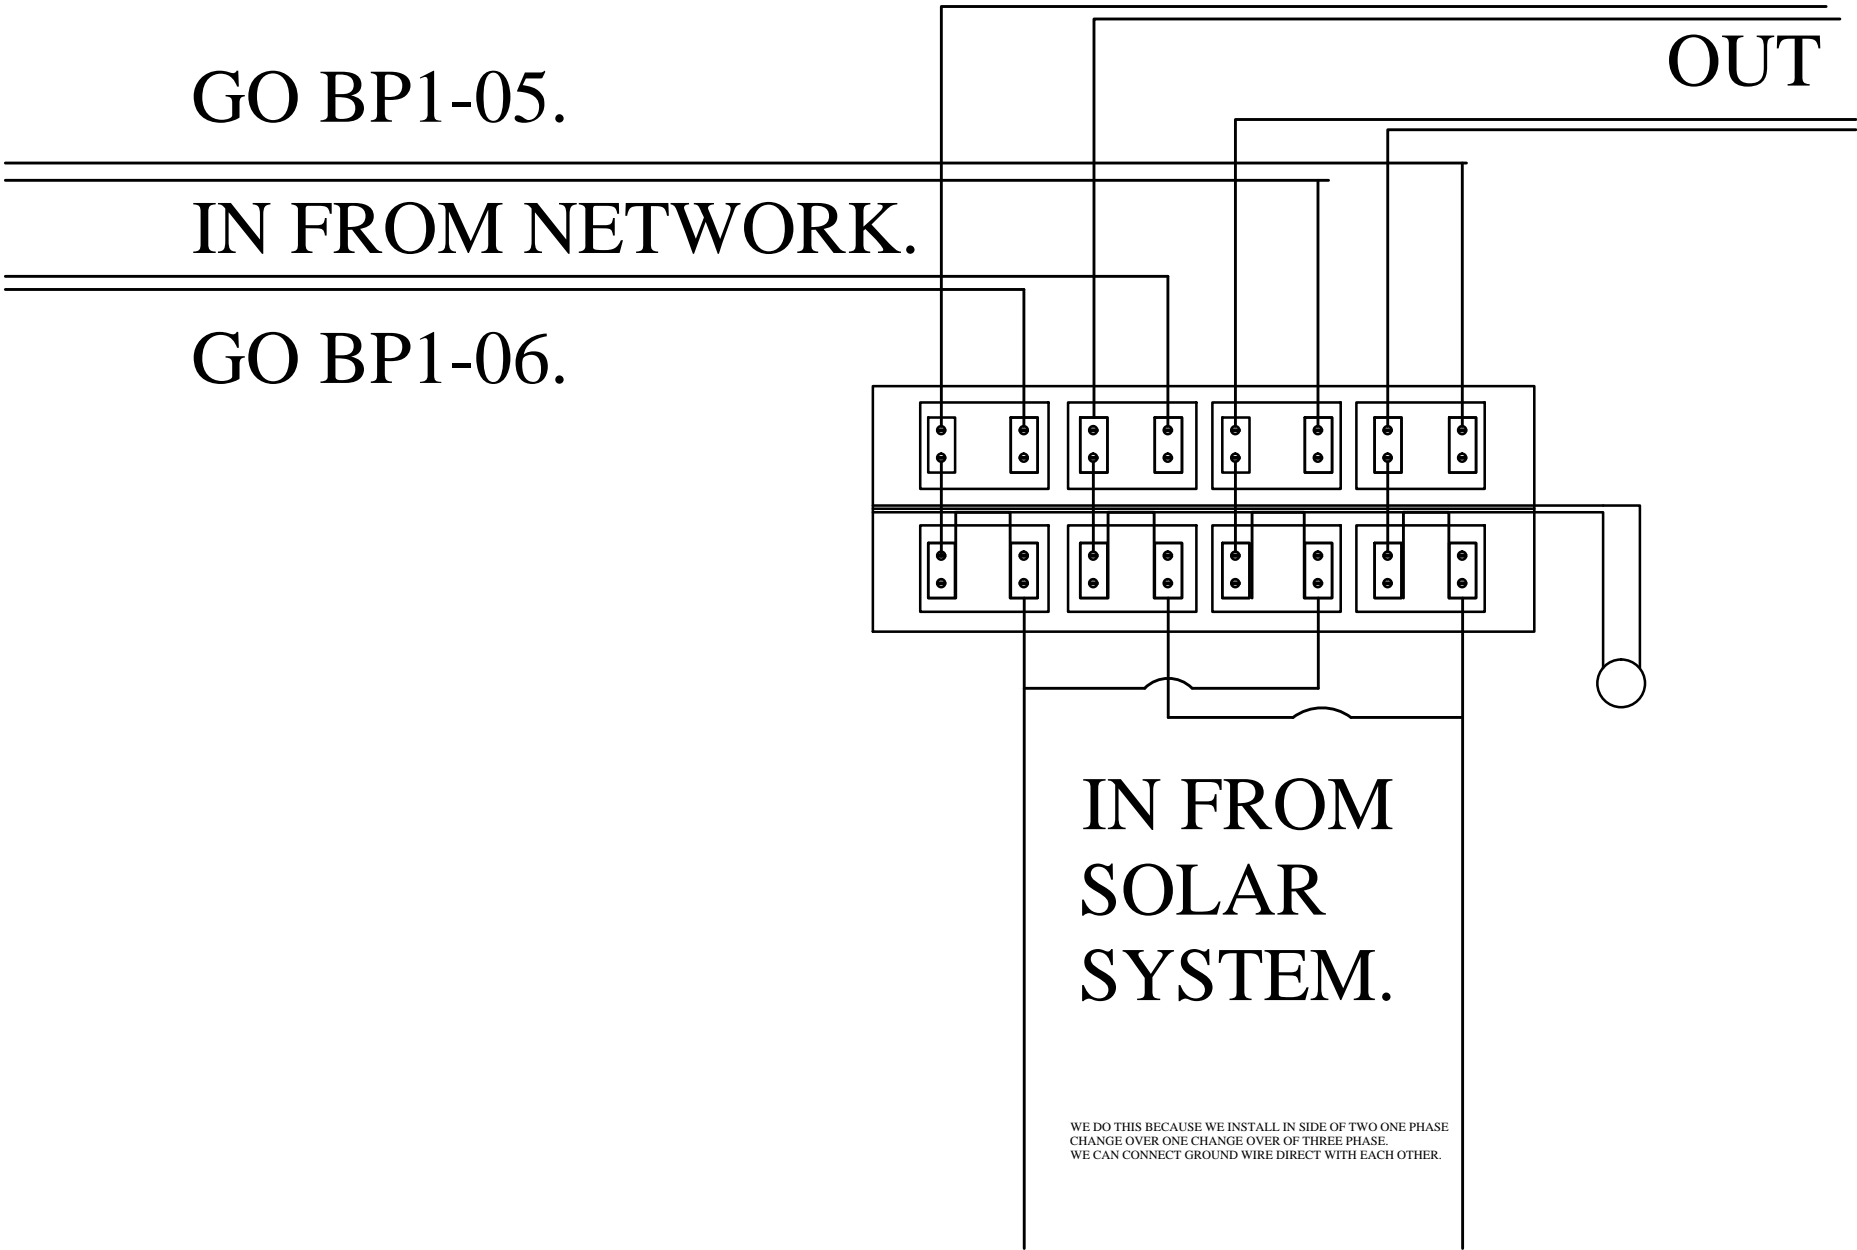 OUT
GO BP1-05.
IN FROM NETWORK.
GO BP1-06.
IN FROM
SOLAR
SYSTEM.
WE DO THIS BECAUSE WE INSTALL IN SIDE OF TWO ONE PHASE
CHANGE OVER ONE CHANGE OVER OF THREE PHASE.
WE CAN CONNECT GROUND WIRE DIRECT WITH EACH OTHER.